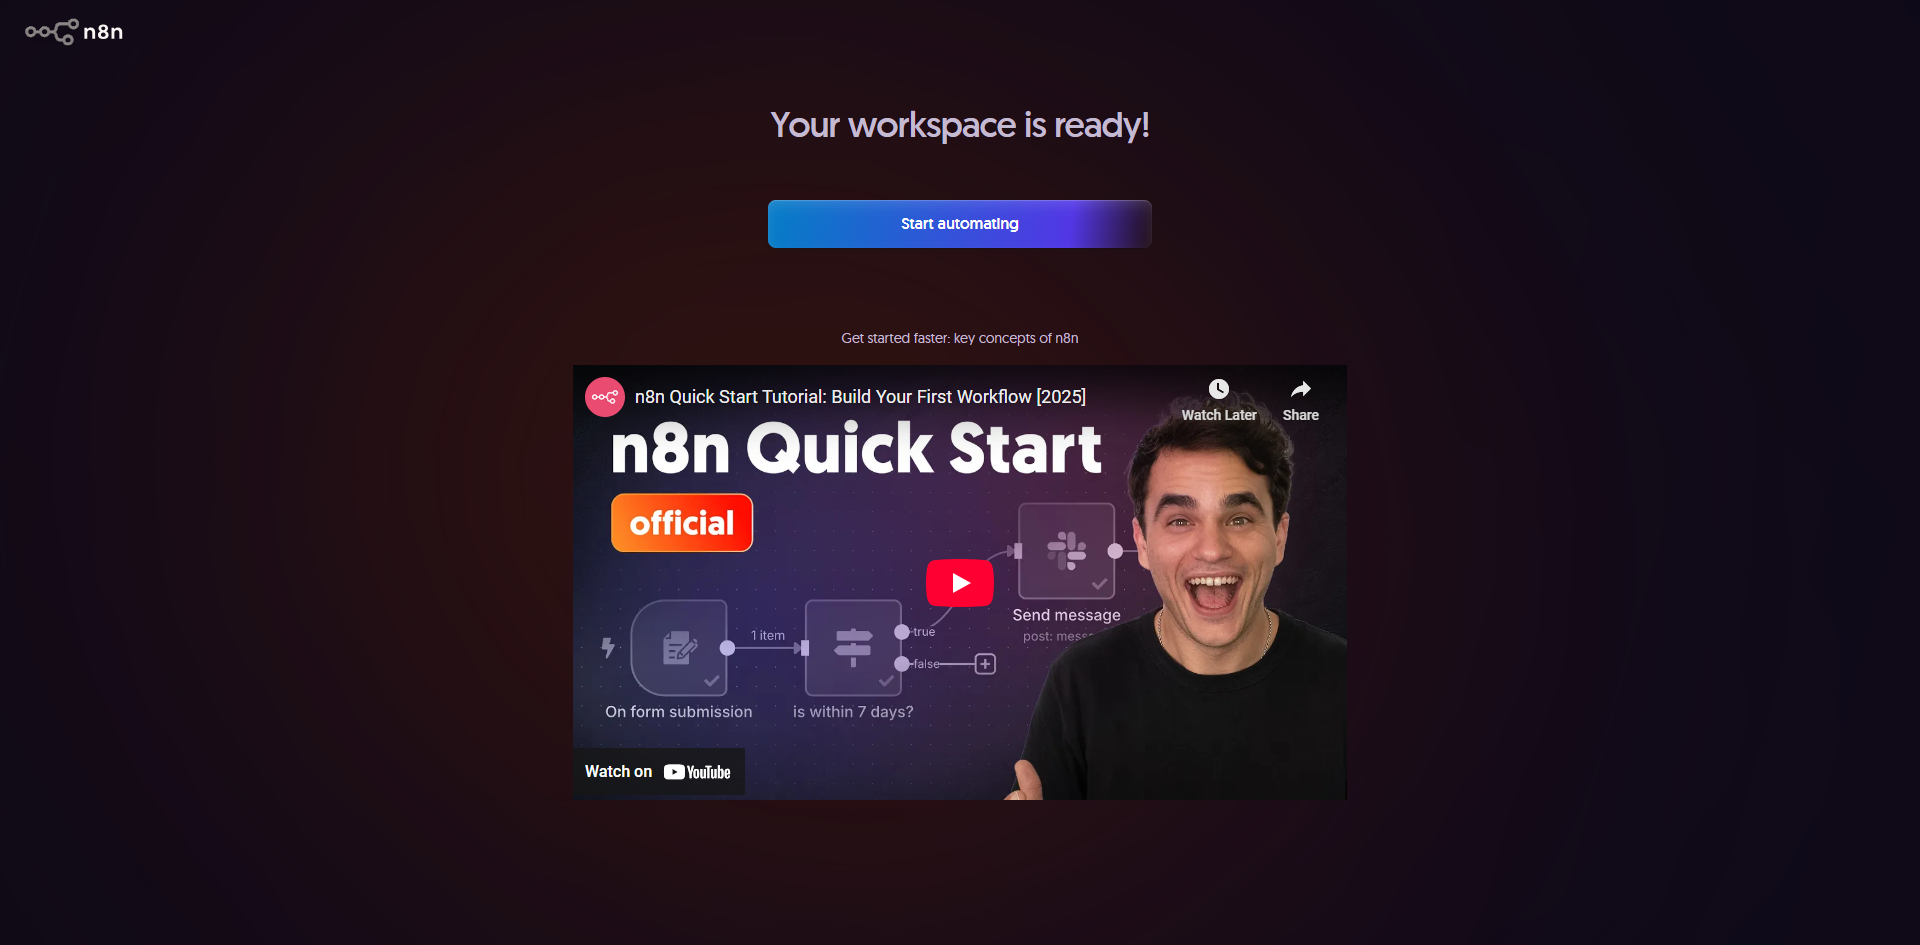 n8n
Your workspace is ready!
Start automating
Get started faster: key concepts of n8n
n8n Quick Start Tutorial: Build Your First Workflow [2025]
Watch Later
Share
n8n Quick Start
official
Send message
post: mess
1 item
true
false
On form submission
is within 7 days?
Watch on YouTube